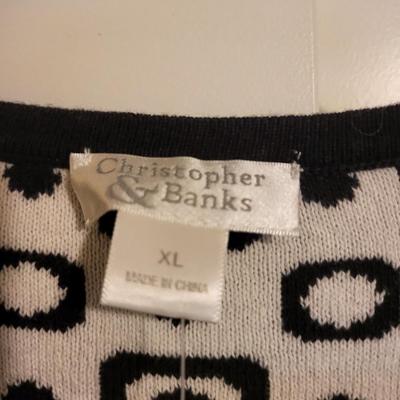 Christopher
& Banks
XL
MADE IN CHINA